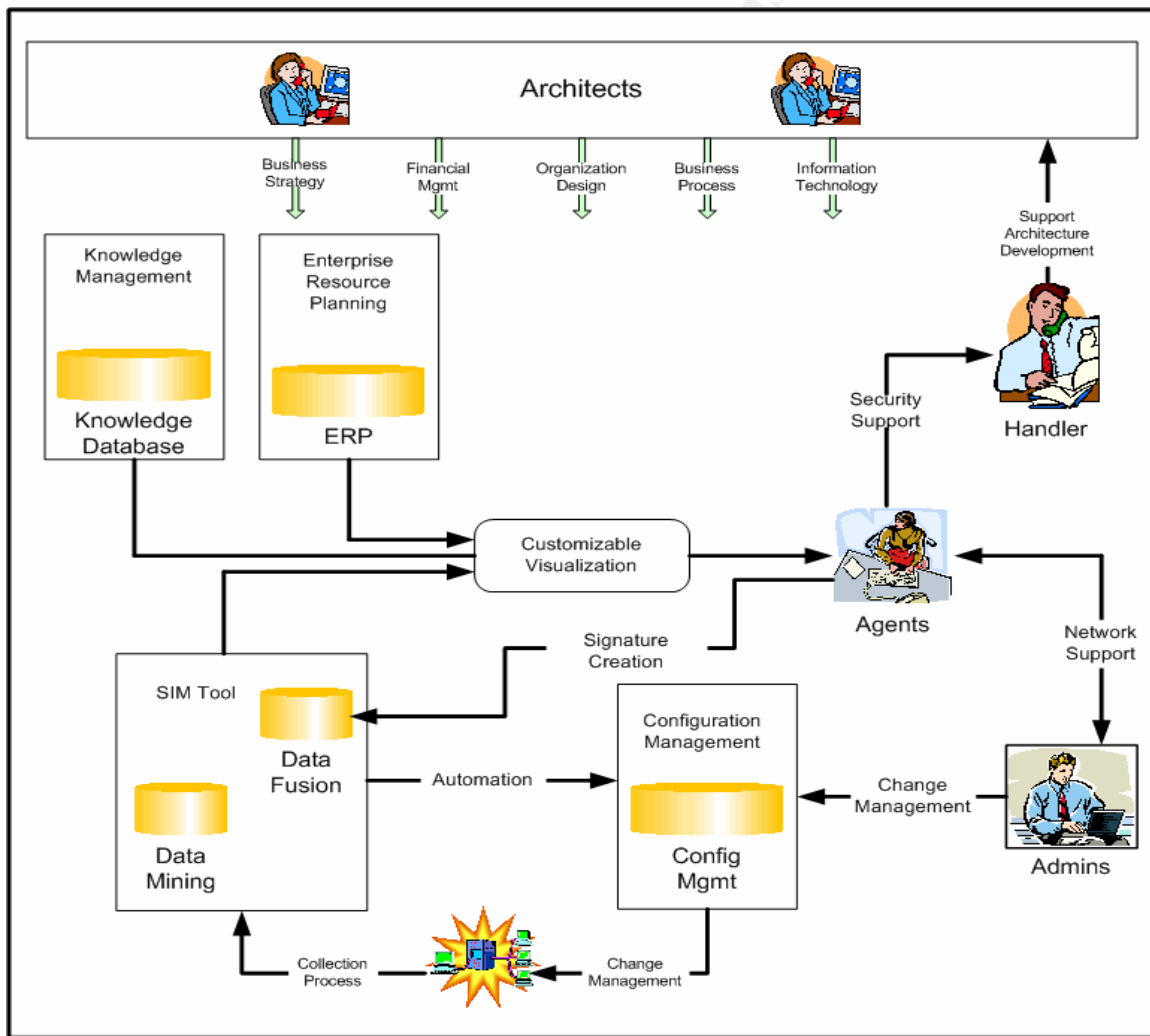 Architects
Business
Strategy
Financial
Mgmt
Organization
Design
Business
Process
Information
Technology
Support
Architecture
Development
Knowledge
Management
Knowledge
Database
Enterprise
Resource
Planning
ERP
Security
Support
Handler
Customizable
Visualization
Agents
Signature
Creation
Network
Support
SIM Tool
Data
Fusion
Data
Mining
Automation
Configuration
Management
Config
Mgmt
Change
Management
Admins
Collection
Process
Change
Management